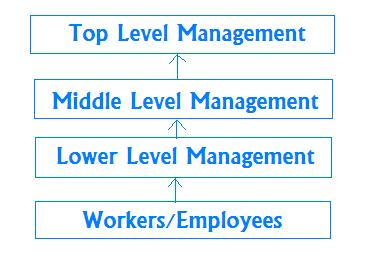 Top Level Management
Middle Level Management
Lower Level Management
Workers/Employees